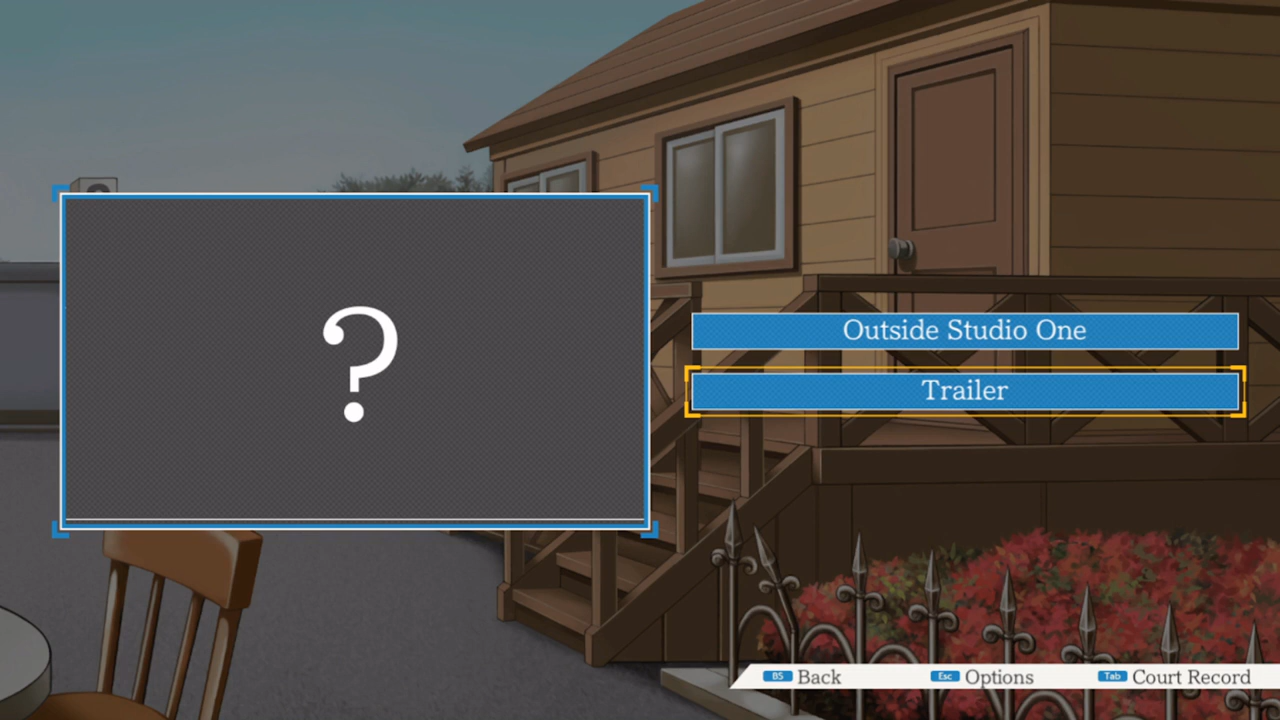 ?
Outside Studio One
Trailer
BS Back
Esc Options
Tab Court Record